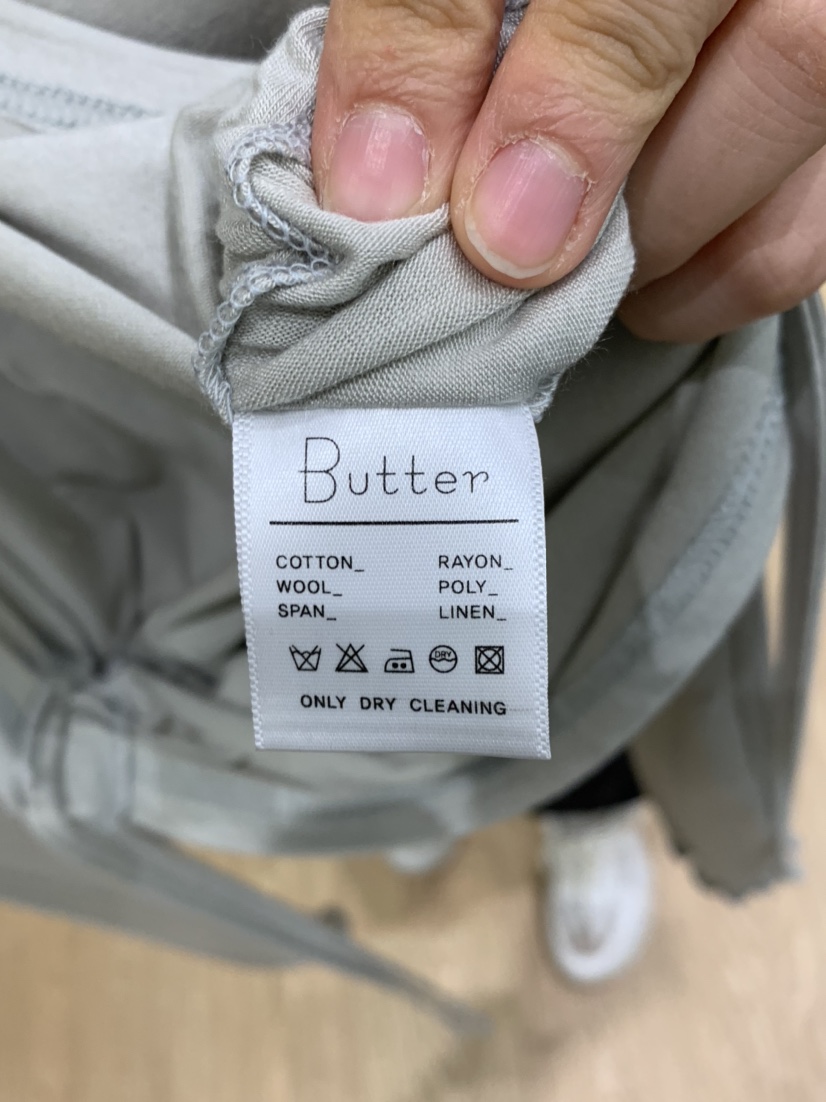 Butter
COTTON_ RAYON_
WOOL_ POLY_
SPAN_ LINEN_
DRY
ONLY DRY CLEANING